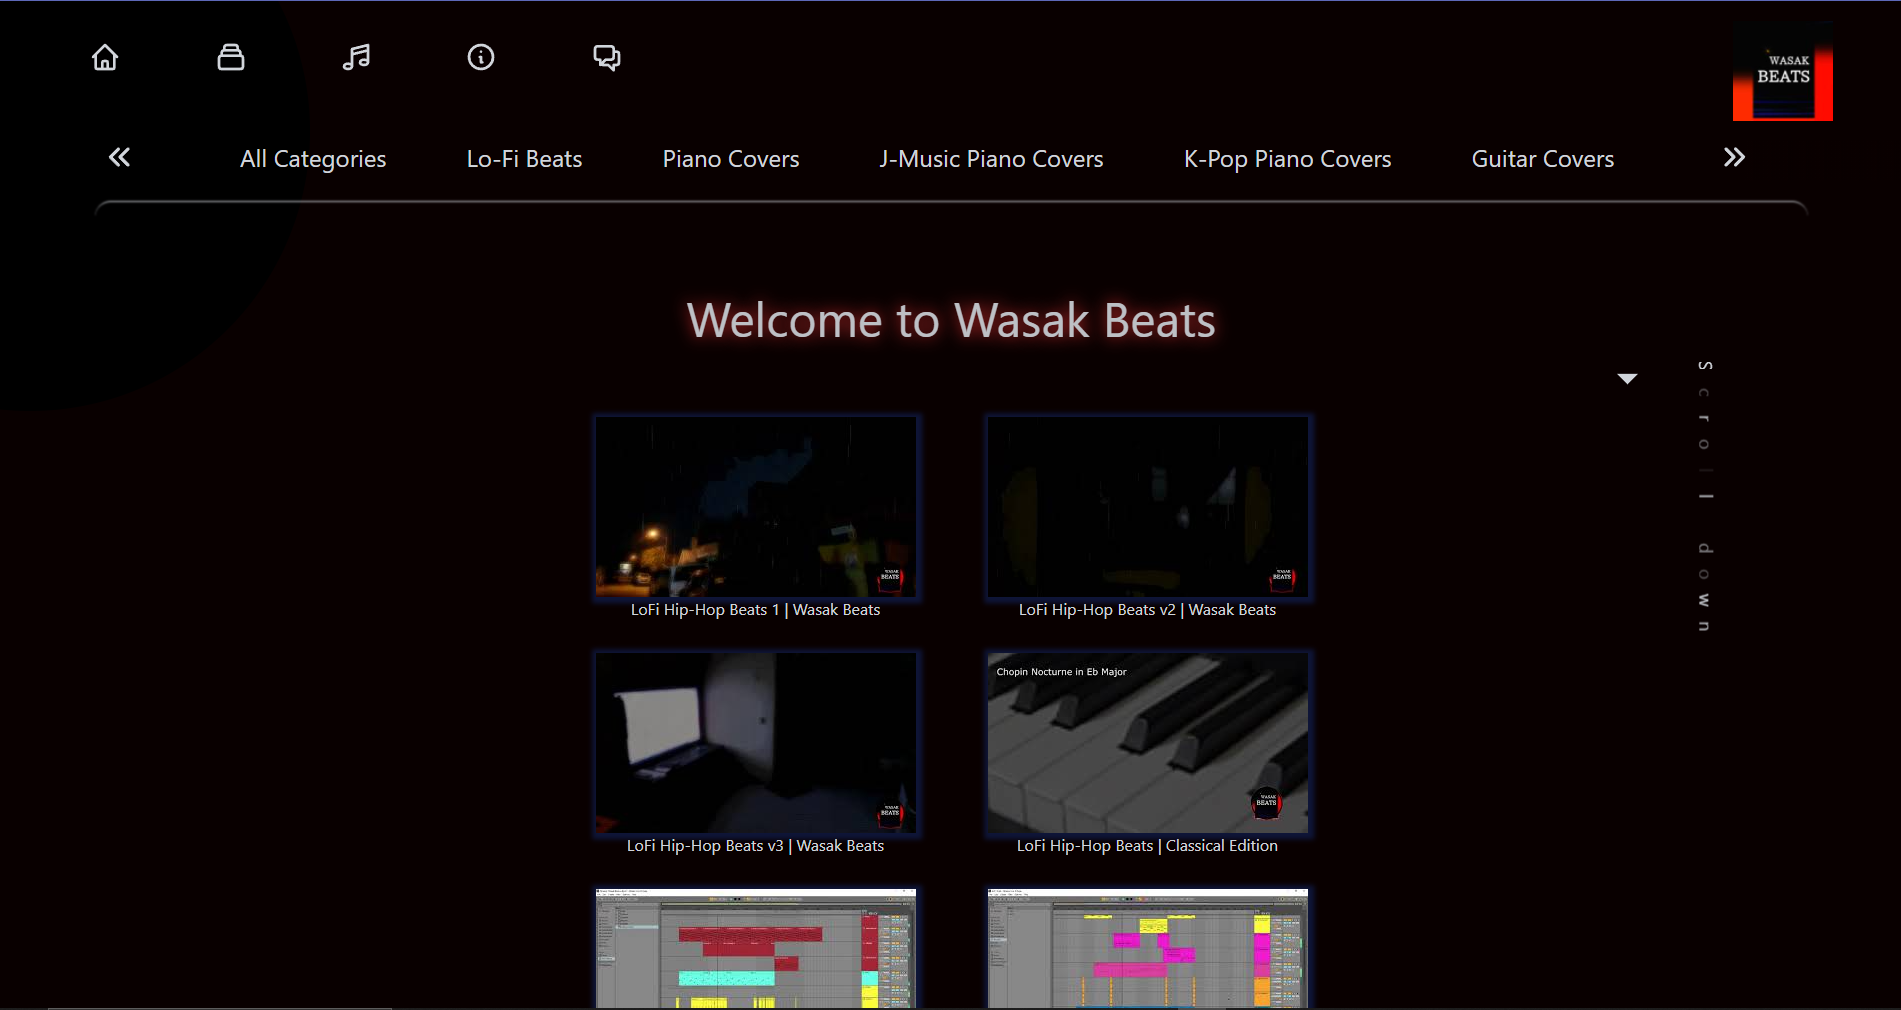 WASAK
BEATS
All Categories
Lo-Fi Beats
Piano Covers
J-Music Piano Covers
K-Pop Piano Covers
Guitar Covers
Welcome to Wasak Beats
Scroll down
WASAK
BEATS
WASAK
BEATS
LoFi Hip-Hop Beats 1 | Wasak Beats
LoFi Hip-Hop Beats v2 | Wasak Beats
Chopin Nocturne in Eb Major
WASAK
BEATS
WASAK
BEATS
LoFi Hip-Hop Beats v3 | Wasak Beats
LoFi Hip-Hop Beats | Classical Edition